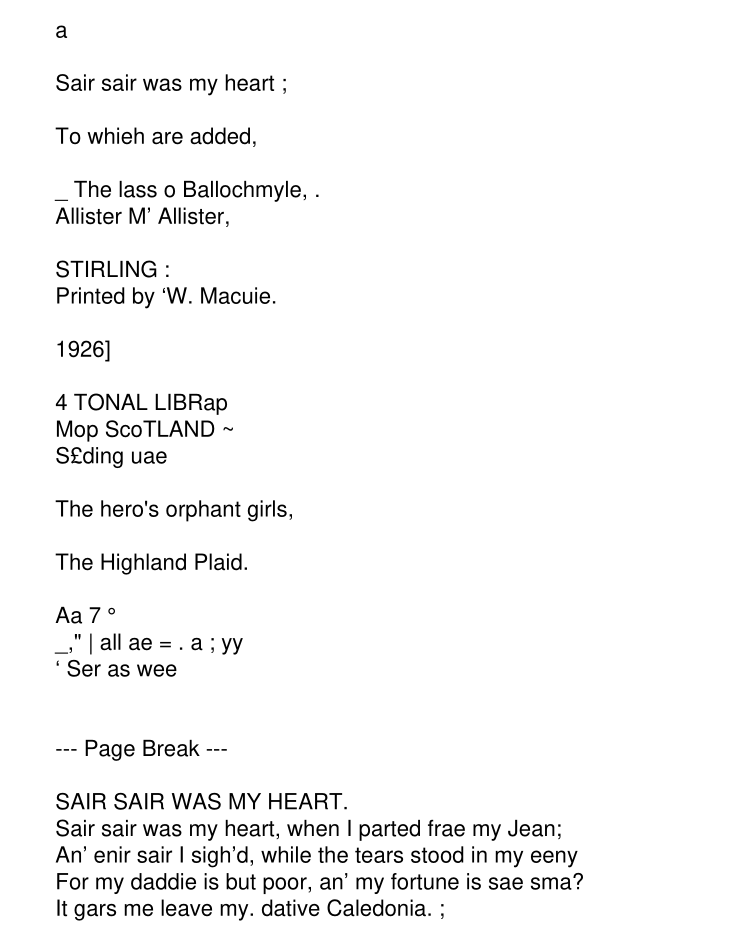 a
Sair sair was my heart ;
To whieh are added,
_ The lass o Ballochmyle, .
Allister M’ Allister,
STIRLING :
Printed by ‘W. Macuie.
1926]
4 TONAL LIBRap
Mop ScoTLAND ~
S£ding uae
The hero's orphant girls,
The Highland Plaid.
Aa 7 °
_," | all ae = . a ; yy
‘ Ser as wee
--- Page Break ---
SAIR SAIR WAS MY HEART.
Sair sair was my heart, when I parted frae my Jean;
An’ enir sair I sigh’d, while the tears stood in my eeny
For my daddie is but poor, an’ my fortune is sae sma?
It gars me leave my. dative Caledonia. ;